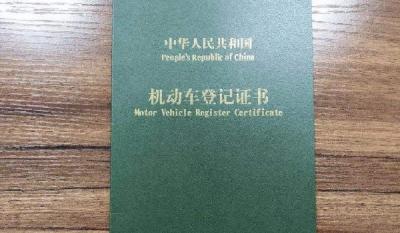 中华人民共和国
People's Republic of China
机动车登记证书
Motor Vehicle Register Certificate